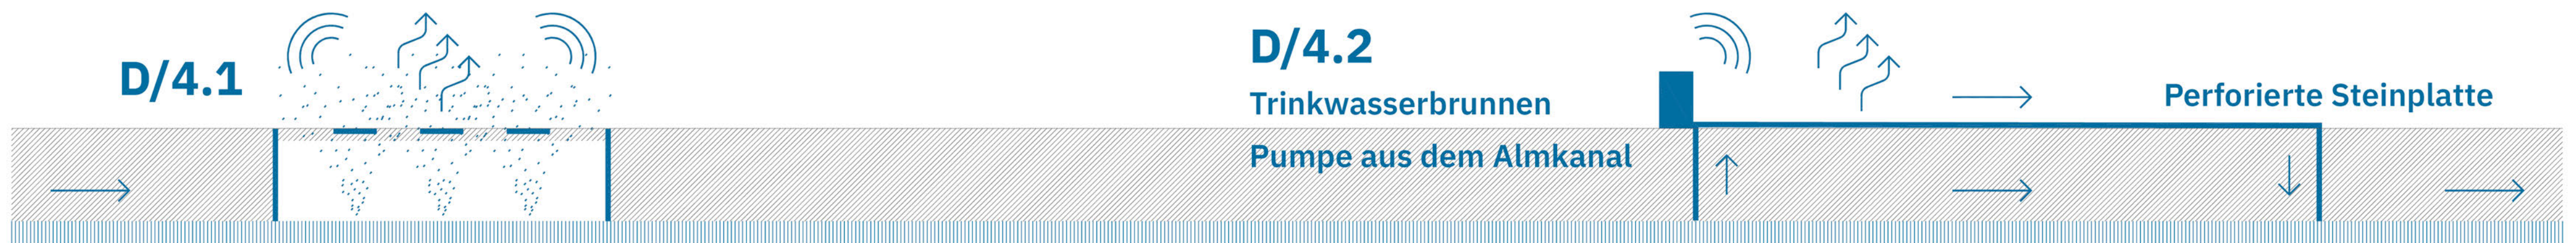 D/4.1
D/4.2
Trinkwasserbrunnen
Pumpe aus dem Almkanal
Perforierte Steinplatte